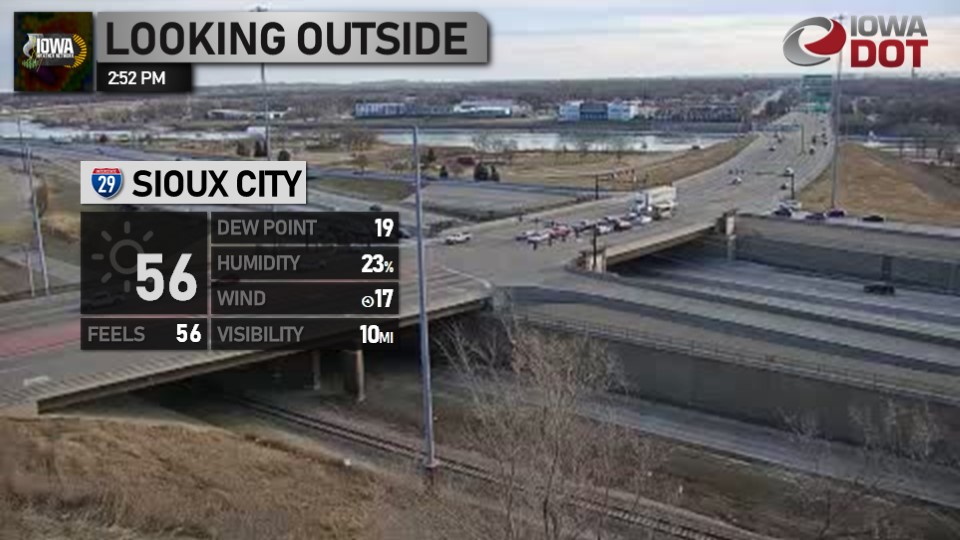 IOWA
LOOKING OUTSIDE
2:52 PM
IOWA
DOT
29
SIOUX CITY
56
DEW POINT 19
HUMIDITY 23%
WIND 17
FEELS 56
VISIBILITY 10MI